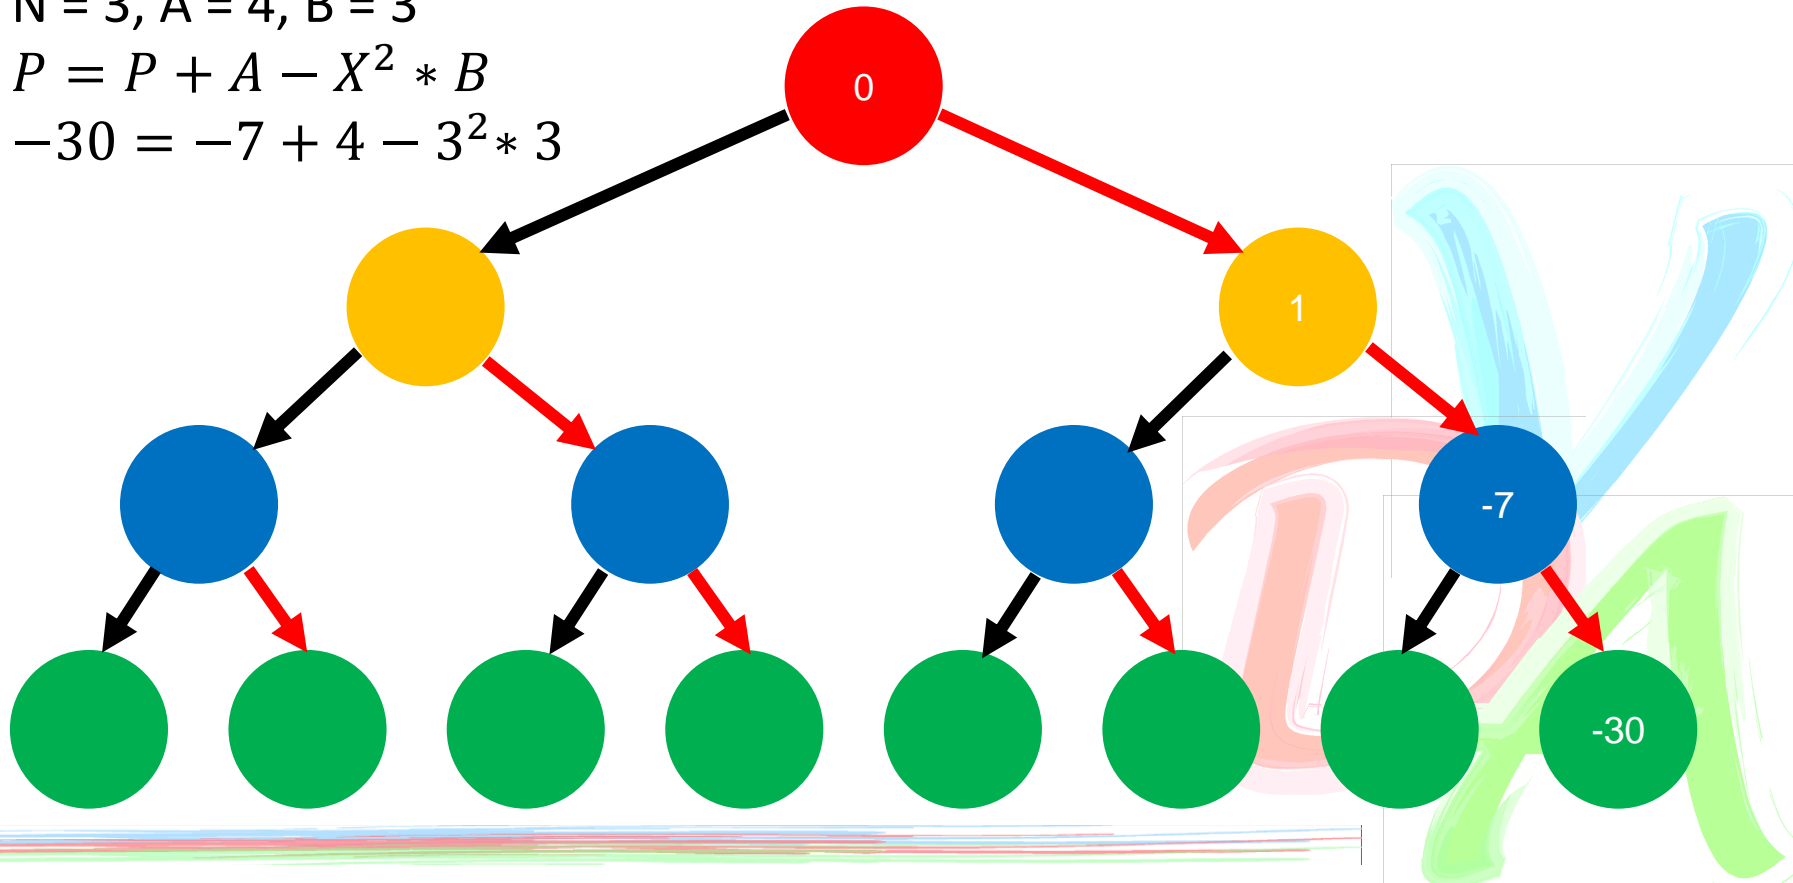 N = 3, A = 4, B = 3
P = P + A − X² * B
−30 = −7 + 4 − 3² * 3
0
1
-7
-30